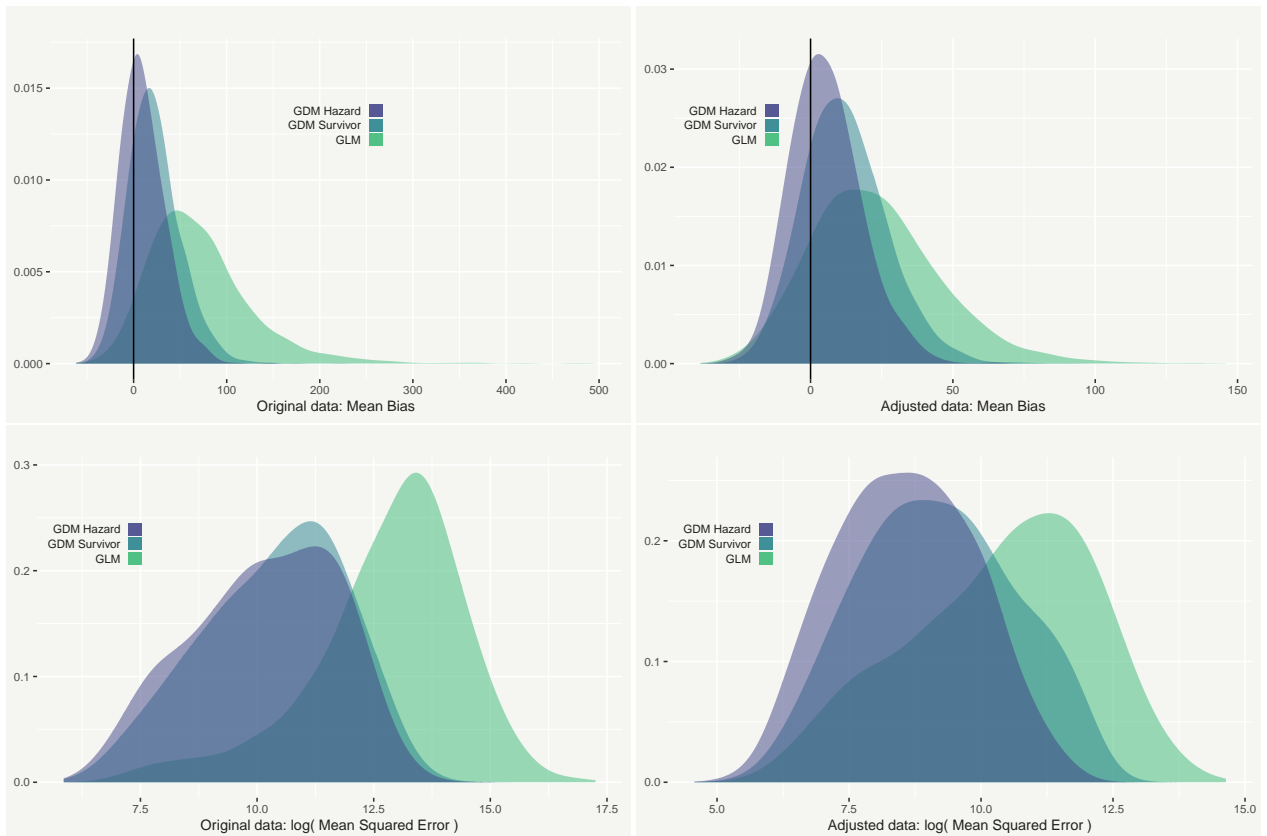 0.015
0.010
0.005
0.000
GDM Hazard
GDM Survivor
GLM
0 100 200 300 400 500
Original data: Mean Bias
0.03
0.02
0.01
0.00
GDM Hazard
GDM Survivor
GLM
0 50 100 150
Adjusted data: Mean Bias
0.3
0.2
0.1
0.0
GDM Hazard
GDM Survivor
GLM
7.5 10.0 12.5 15.0 17.5
Original data: log( Mean Squared Error )
0.2
0.1
0.0
GDM Hazard
GDM Survivor
GLM
5.0 7.5 10.0 12.5 15.0
Adjusted data: log( Mean Squared Error )